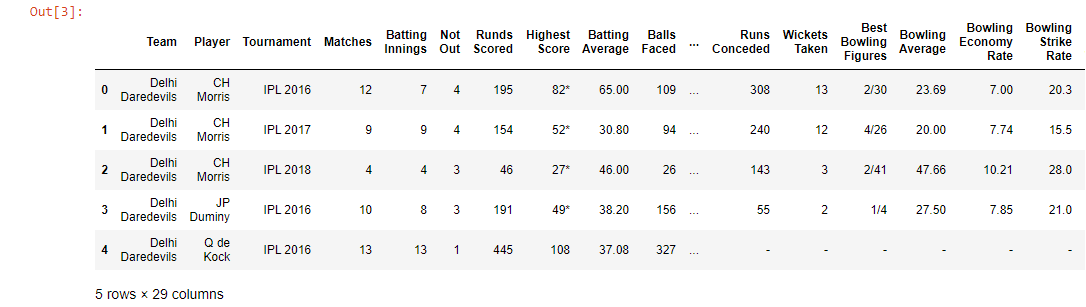 Out[3]:
Team Player Tournament Matches Batting Innings Not Out Runds Scored Highest Score Batting Average Balls Faced ... Runs Conceded Wickets Taken Best Bowling Figures Bowling Average Bowling Economy Rate Bowling Strike Rate
0 Delhi Daredevils CH Morris IPL 2016 12 7 4 195 82* 65.00 109 ... 308 13 2/30 23.69 7.00 20.3
1 Delhi Daredevils CH Morris IPL 2017 9 9 4 154 52* 30.80 94 ... 240 12 4/26 20.00 7.74 15.5
2 Delhi Daredevils CH Morris IPL 2018 4 4 3 46 27* 46.00 26 ... 143 3 2/41 47.66 10.21 28.0
3 Delhi Daredevils JP Duminy IPL 2016 10 8 3 191 49* 38.20 156 ... 55 2 1/4 27.50 7.85 21.0
4 Delhi Daredevils Q de Kock IPL 2016 13 13 1 445 108 37.08 327 ... - - - - - -
5 rows × 29 columns